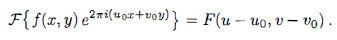 ℱ{f(x, y) e^{2πi(u₀x+v₀y)}} = F(u − u₀, v − v₀) .